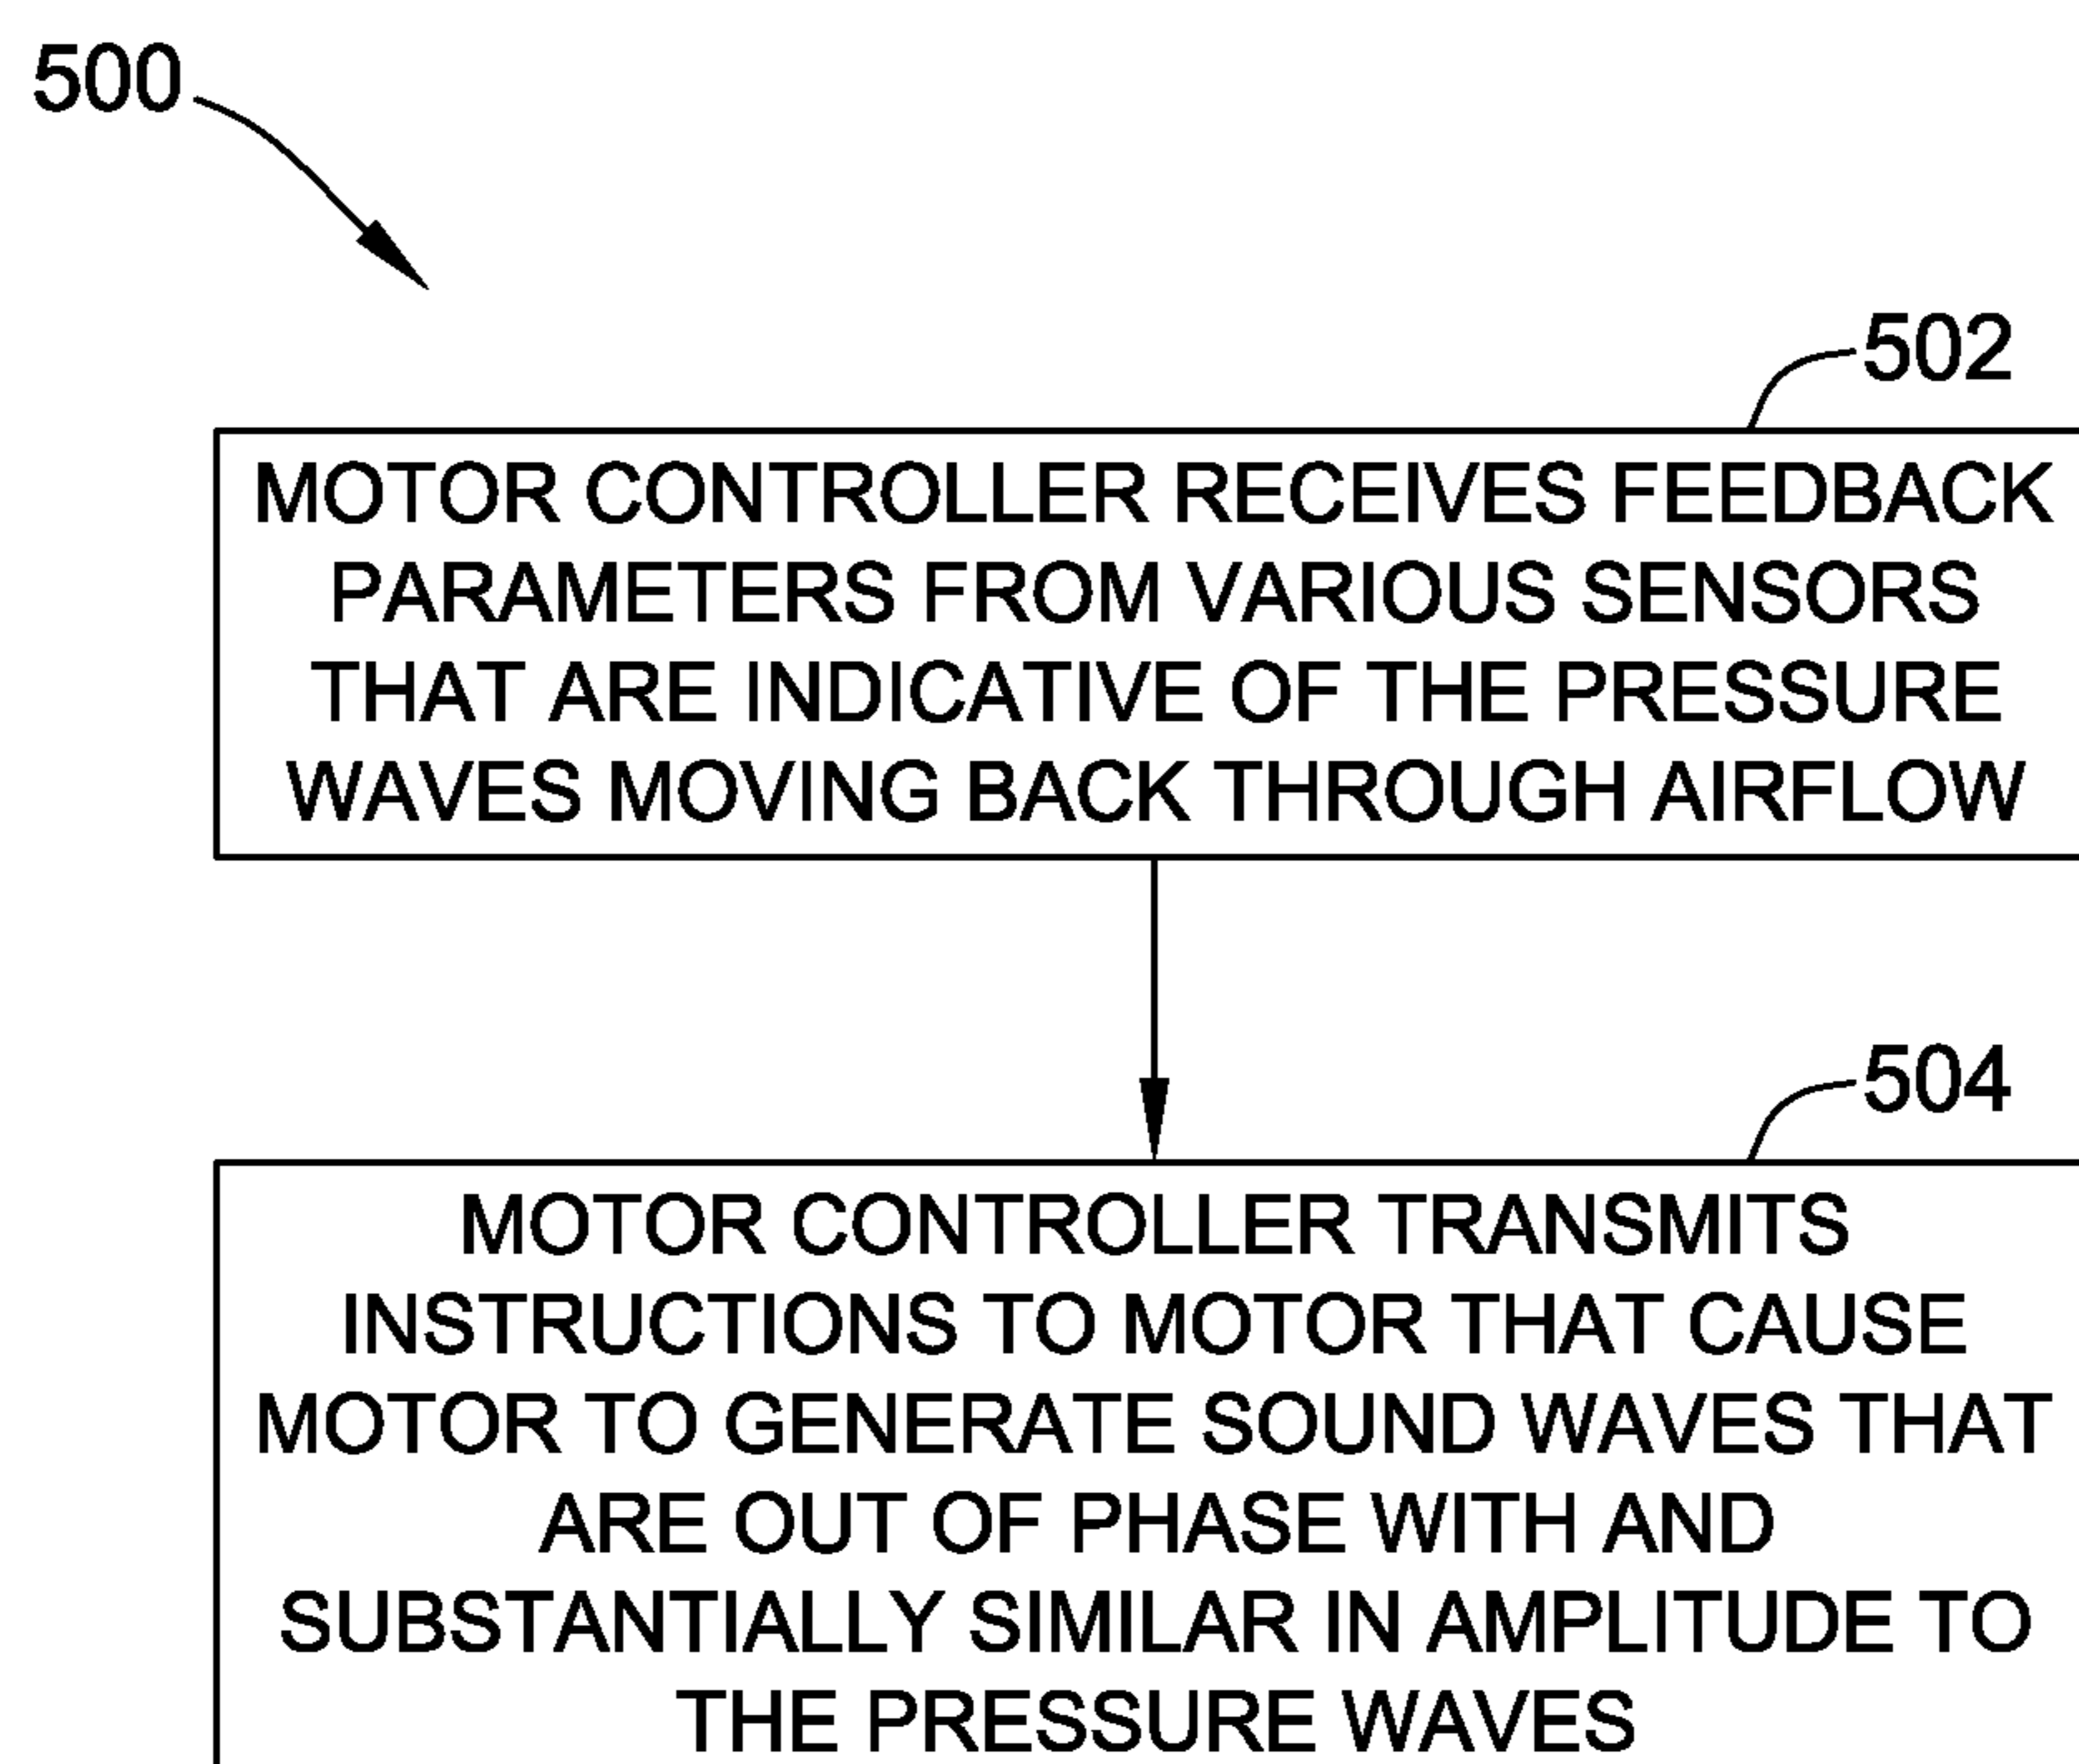 500
502
MOTOR CONTROLLER RECEIVES FEEDBACK
PARAMETERS FROM VARIOUS SENSORS
THAT ARE INDICATIVE OF THE PRESSURE
WAVES MOVING BACK THROUGH AIRFLOW
504
MOTOR CONTROLLER TRANSMITS
INSTRUCTIONS TO MOTOR THAT CAUSE
MOTOR TO GENERATE SOUND WAVES THAT
ARE OUT OF PHASE WITH AND
SUBSTANTIALLY SIMILAR IN AMPLITUDE TO
THE PRESSURE WAVES